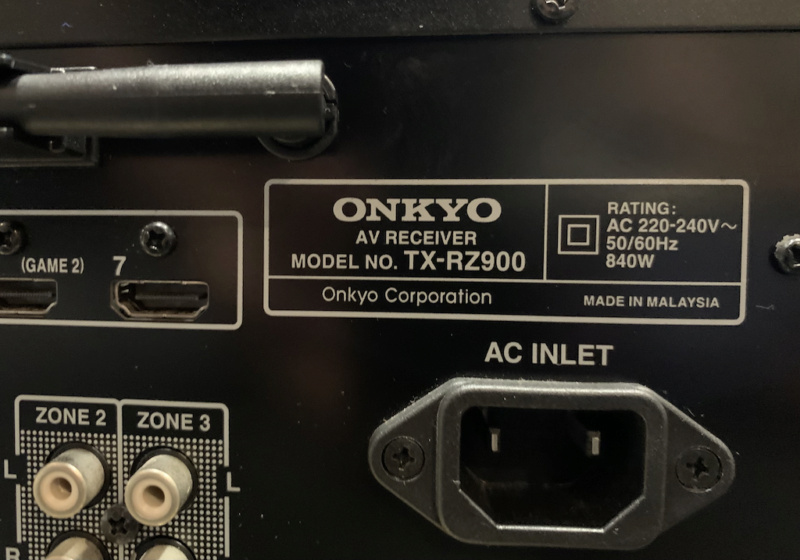 ONKYO
AV RECEIVER
MODEL NO. TX-RZ900
RATING:
AC 220-240V~
50/60Hz
840W
Onkyo Corporation
MADE IN MALAYSIA
(GAME 2)
7
AC INLET
ZONE 2
ZONE 3
L
L
R